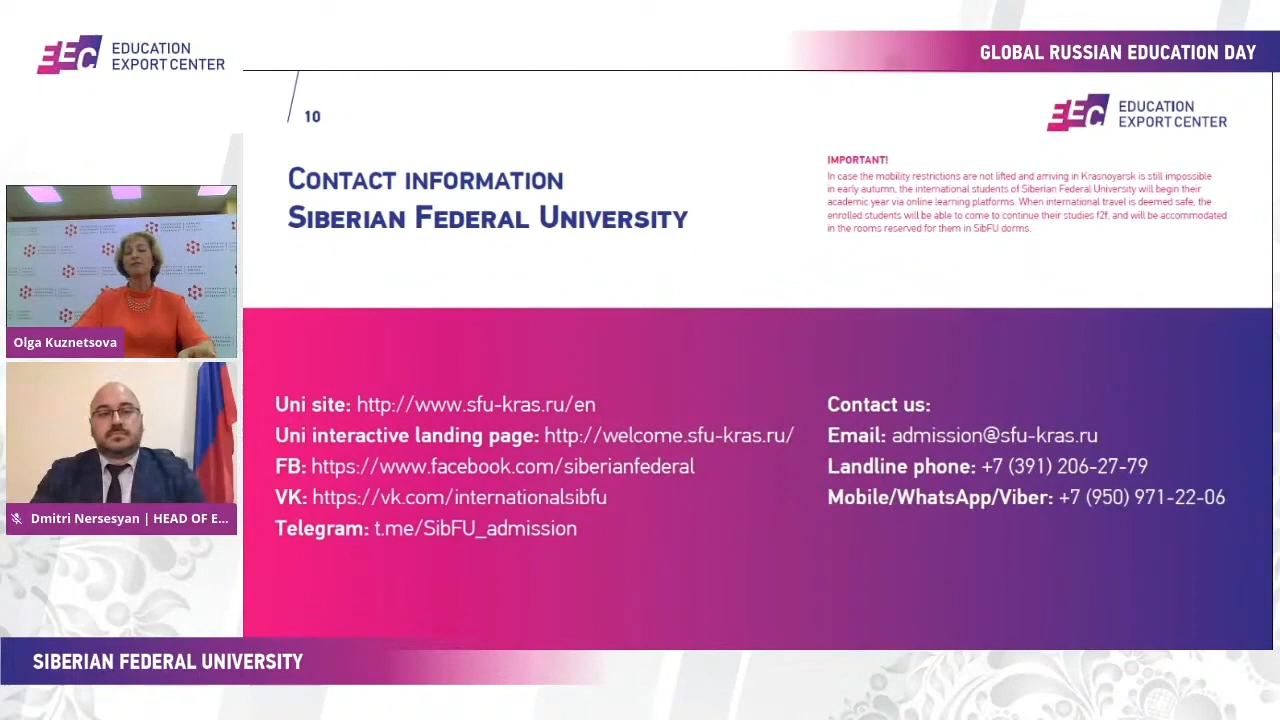 EEC EDUCATION
EXPORT CENTER
GLOBAL RUSSIAN EDUCATION DAY
10
EEC EDUCATION
EXPORT CENTER
CONTACT INFORMATION
SIBERIAN FEDERAL UNIVERSITY
IMPORTANT!
In case the mobility restrictions are not lifted and arriving in Krasnoyarsk is still impossible
in early autumn, the international students of Siberian Federal University will begin their
academic year via online learning platforms. When international travel is deemed safe, the
enrolled students will be able to come to continue their studies f2f, and will be accommodated
in the rooms reserved for them in SibFU dorms.
Olga Kuznetsova
Dmitri Nersesyan | HEAD OF E...
Uni site: http://www.sfu-kras.ru/en
Uni interactive landing page: http://welcome.sfu-kras.ru/
FB: https://www.facebook.com/siberianfederal
VK: https://vk.com/internationalsibfu
Telegram: t.me/SibFU_admission
Contact us:
Email: admission@sfu-kras.ru
Landline phone: +7 (391) 206-27-79
Mobile/WhatsApp/Viber: +7 (950) 971-22-06
SIBERIAN FEDERAL UNIVERSITY